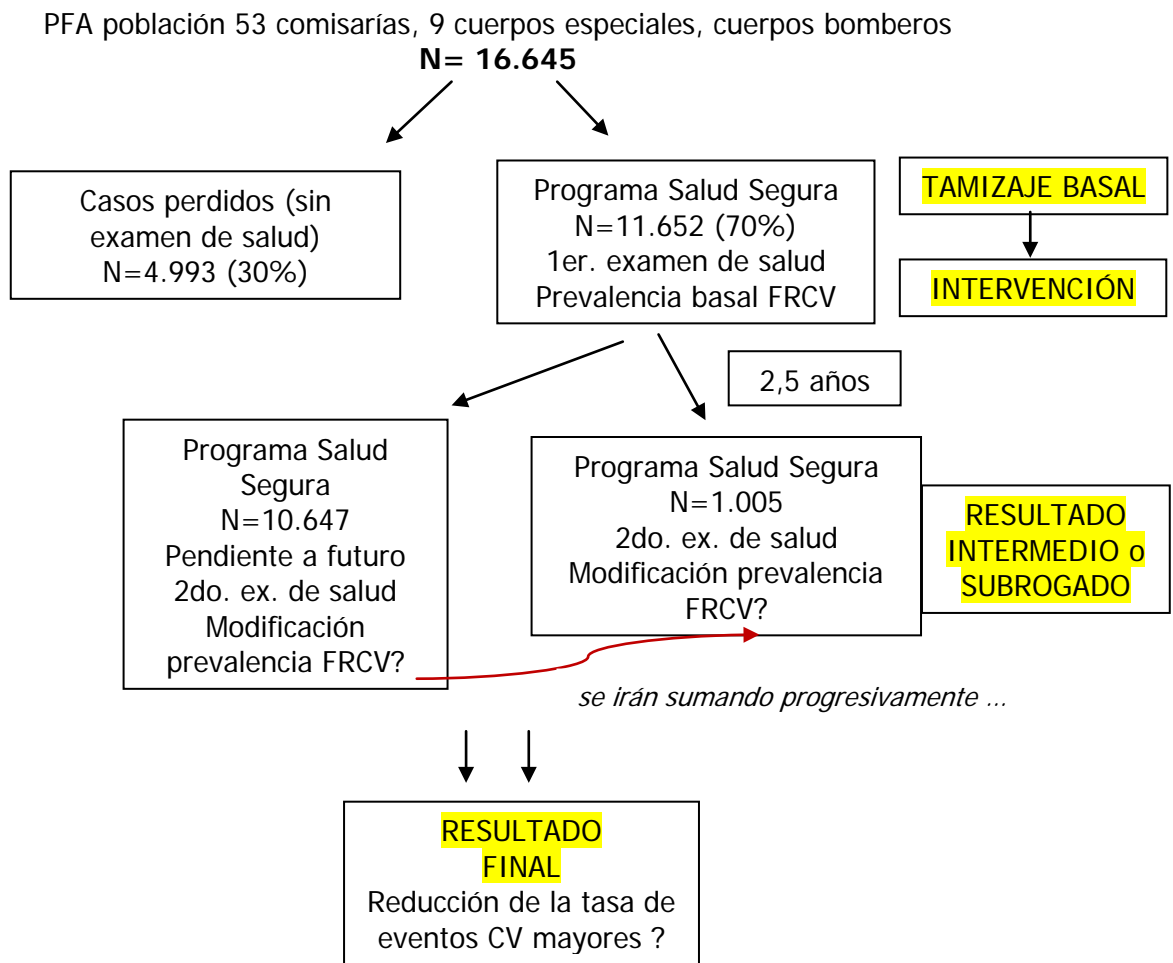 PFA población 53 comisarías, 9 cuerpos especiales, cuerpos bomberos
N= 16.645
Casos perdidos (sin
examen de salud)
N=4.993 (30%)
Programa Salud Segura
N=11.652 (70%)
1er. examen de salud
Prevalencia basal FRCV
TAMIZAJE BASAL
INTERVENCIÓN
2,5 años
Programa Salud
Segura
N=10.647
Pendiente a futuro
2do. ex. de salud
Modificación
prevalencia FRCV?
Programa Salud Segura
N=1.005
2do. ex. de salud
Modificación prevalencia
FRCV?
RESULTADO
INTERMEDIO o
SUBROGADO
se irán sumando progresivamente ...
RESULTADO
FINAL
Reducción de la tasa de
eventos CV mayores ?